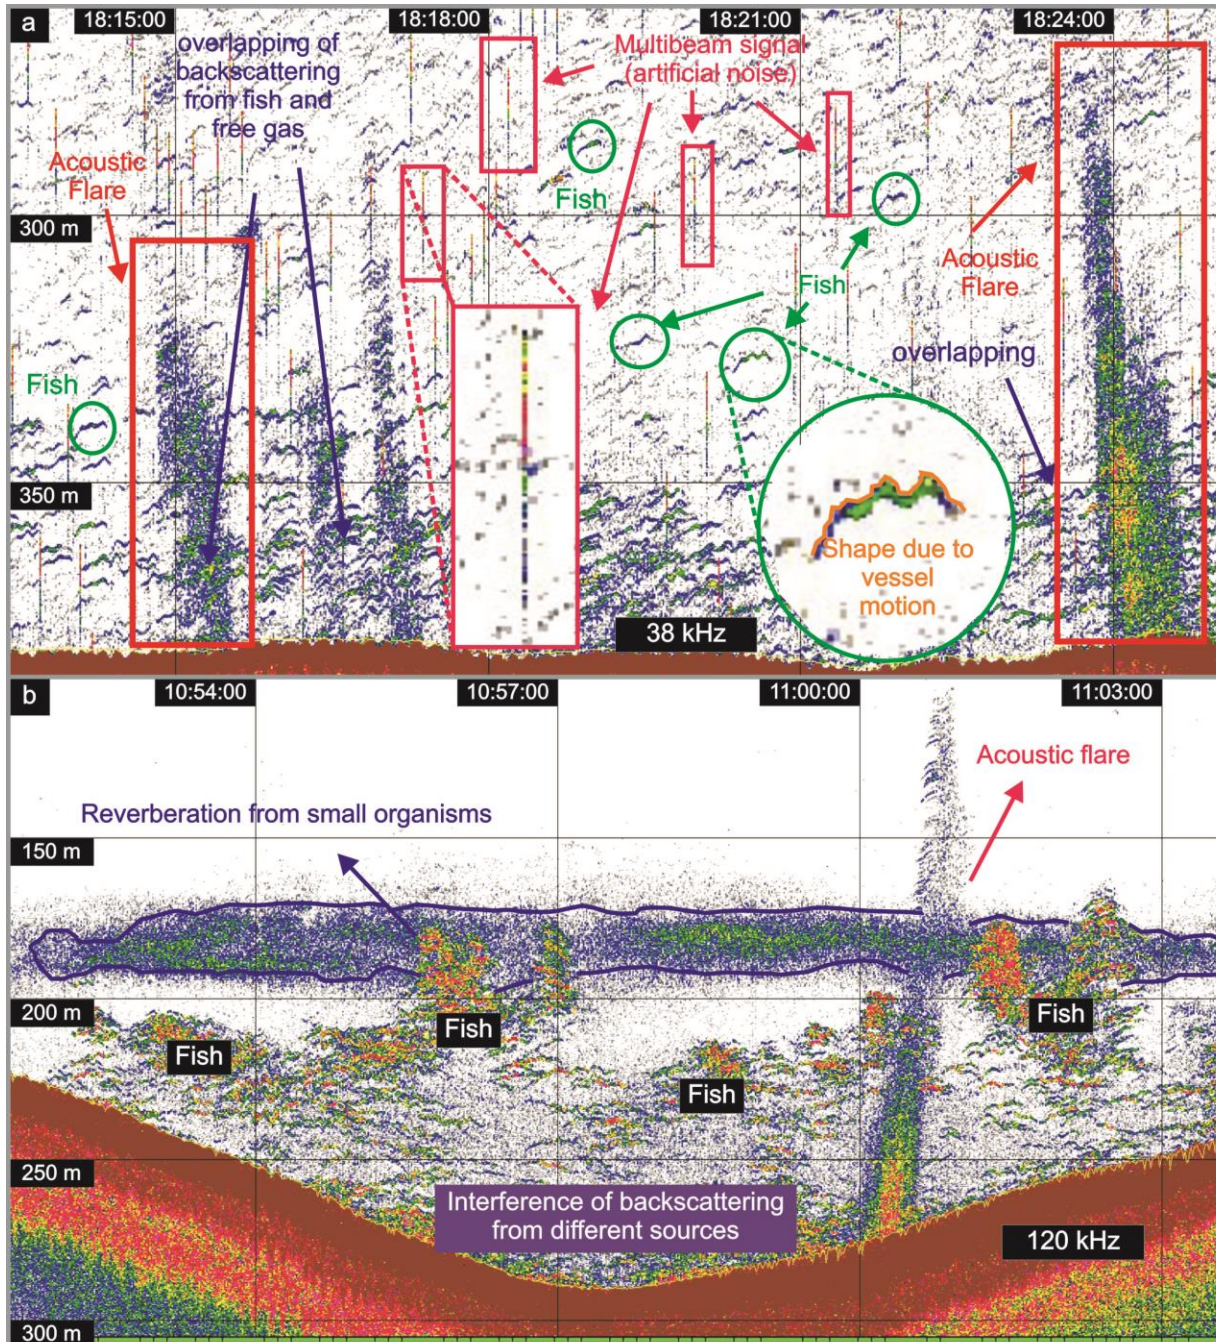 a
18:15:00
18:18:00
18:21:00
18:24:00
overlapping of
backscattering
from fish and
free gas
Multibeam signal
(artificial noise)
Acoustic
Flare
Fish
300 m
Fish
Acoustic
Flare
overlapping
Fish
350 m
Shape due to
vessel
motion
38 kHz
b
10:54:00
10:57:00
11:00:00
11:03:00
Acoustic flare
Reverberation from small organisms
150 m
200 m
Fish
Fish
Fish
Fish
250 m
Interference of backscattering
from different sources
120 kHz
300 m